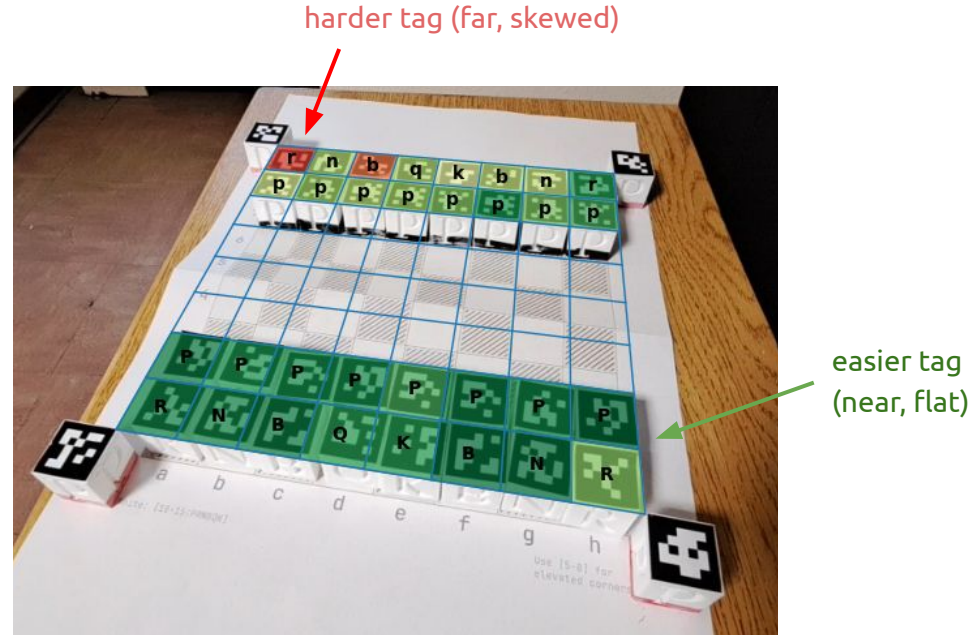 harder tag (far, skewed)
r n b q k b n r
p p p p p p p p
easier tag
(near, flat)
P P P P P P P P
R N B Q K B N R
a b c d e f g h
Use [5-8] for
elevated corners